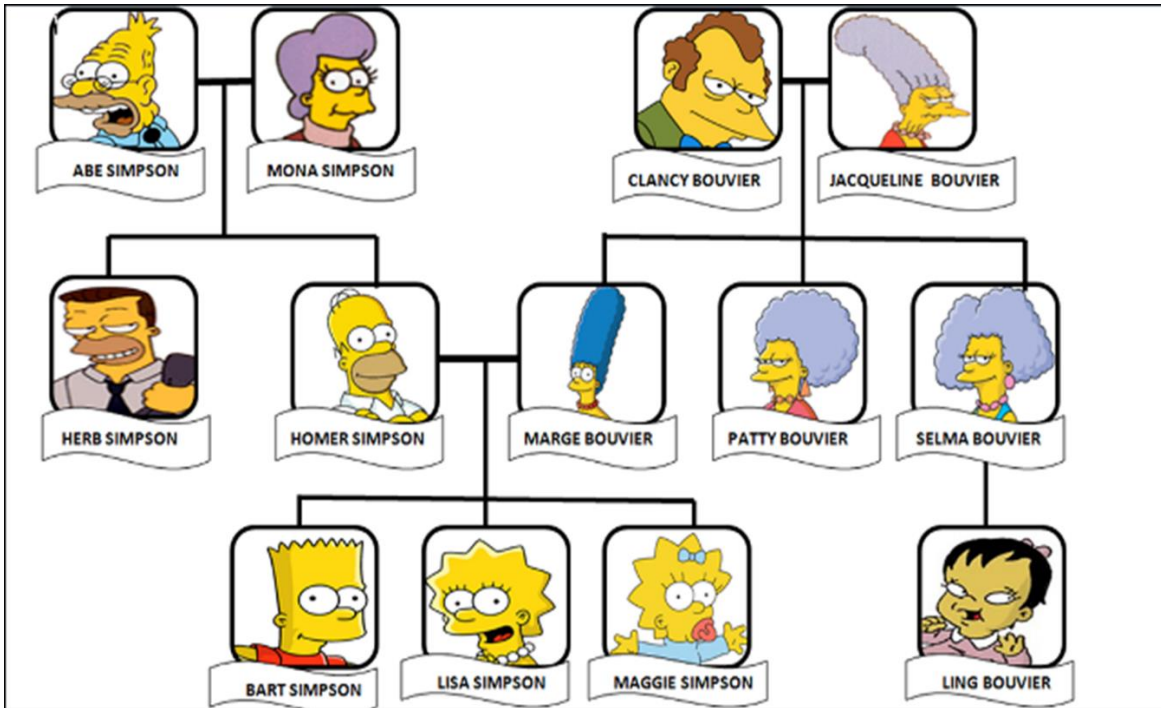 ABE SIMPSON
MONA SIMPSON
CLANCY BOUVIER
JACQUELINE BOUVIER
HERB SIMPSON
HOMER SIMPSON
MARGE BOUVIER
PATTY BOUVIER
SELMA BOUVIER
BART SIMPSON
LISA SIMPSON
MAGGIE SIMPSON
LING BOUVIER